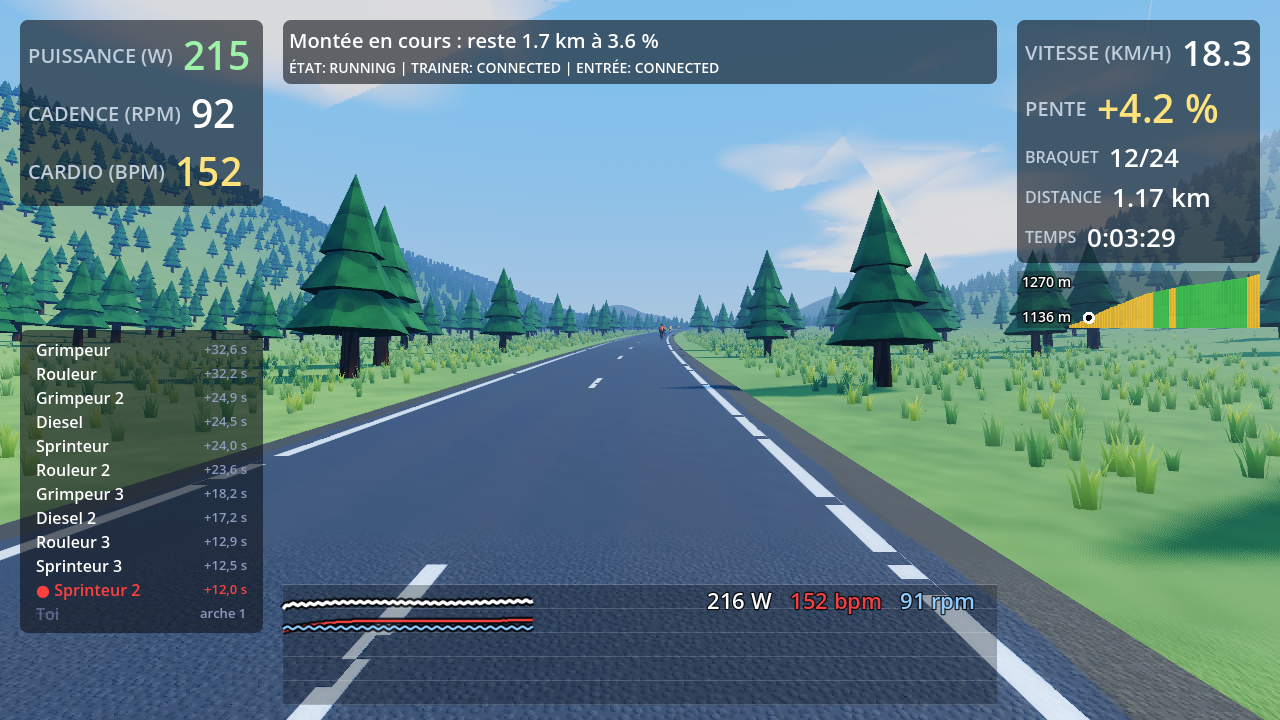 PUISSANCE (W) 215
CADENCE (RPM) 92
CARDIO (BPM) 152
Montée en cours : reste 1.7 km à 3.6 %
ÉTAT: RUNNING | TRAINER: CONNECTED | ENTRÉE: CONNECTED
VITESSE (KM/H) 18.3
PENTE +4.2 %
BRAQUET 12/24
DISTANCE 1.17 km
TEMPS 0:03:29
1270 m
1136 m
Grimpeur +32,6 s
Rouleur +32,2 s
Grimpeur 2 +24,9 s
Diesel +24,5 s
Sprinteur +24,0 s
Rouleur 2 +23,6 s
Grimpeur 3 +18,2 s
Diesel 2 +17,2 s
Rouleur 3 +12,9 s
Sprinteur 3 +12,5 s
Sprinteur 2 +12,0 s
Toi arche 1
216 W 152 bpm 91 rpm